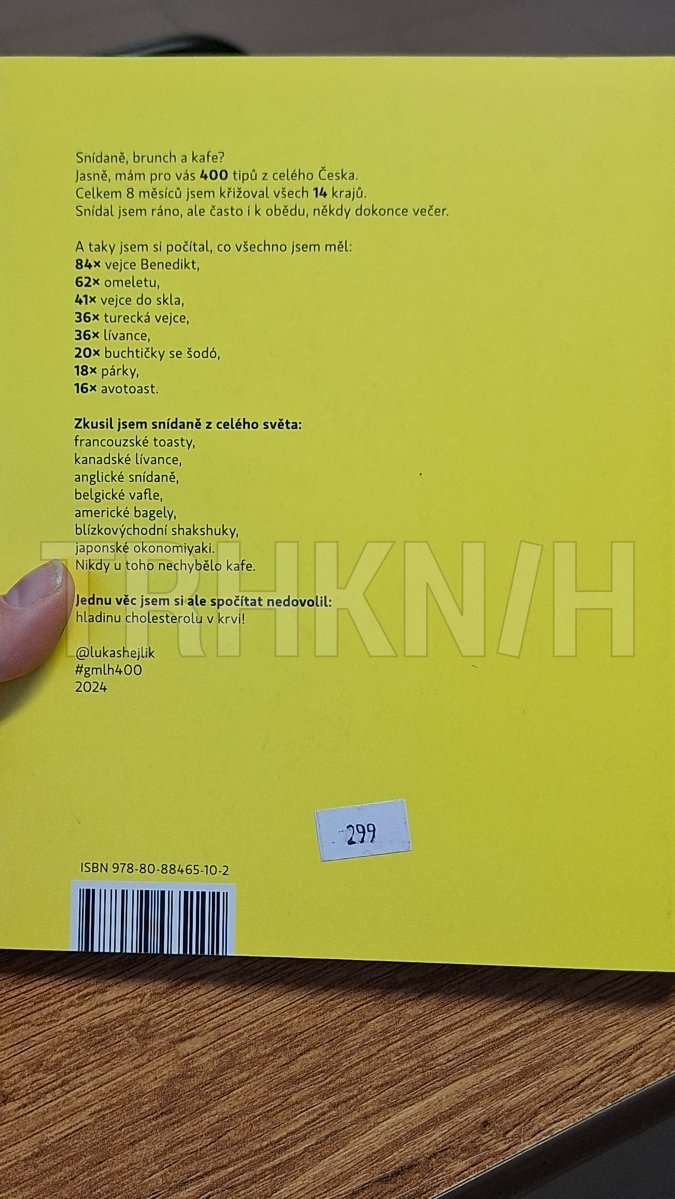 Snídaně, brunch a kafe?
Jasně, mám pro vás 400 tipů z celého Česka.
Celkem 8 měsíců jsem křižoval všech 14 krajů.
Snídal jsem ráno, ale často i k obědu, někdy dokonce večer.
A taky jsem si počítal, co všechno jsem měl:
84× vejce Benedikt,
62× omeletu,
41× vejce do skla,
36× turecká vejce,
36× lívance,
20× buchtičky se šodó,
18× párky,
16× avotoast.
Zkusil jsem snídaně z celého světa:
francouzské toasty,
kanadské lívance,
anglické snídaně,
belgické vafle,
americké bagely,
blízkovýchodní shakshuky,
japonské okonomiyaki.
Nikdy u toho nechybělo kafe.
TRHKNIH
Jednu věc jsem si ale spočítat nedovolil:
hladinu cholesterolu v krvi!
@lukashejlik
#gmlh400
2024
299
ISBN 978-80-88465-10-2